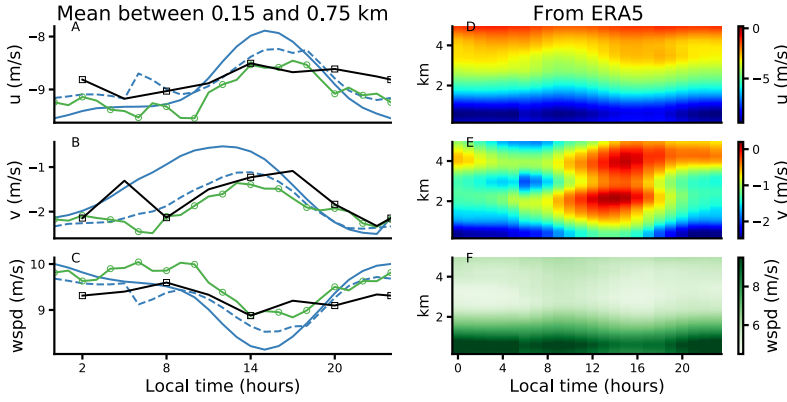 Mean between 0.15 and 0.75 km
From ERA5
A
−8
−9
u (m/s)
D
4
2
km
0
−5
u (m/s)
B
−1
−2
v (m/s)
E
4
2
km
0
−1
−2
v (m/s)
C
10
9
wspd (m/s)
F
4
2
km
8
6
wspd (m/s)
2 8 14 20
Local time (hours)
0 4 8 12 16 20
Local time (hours)